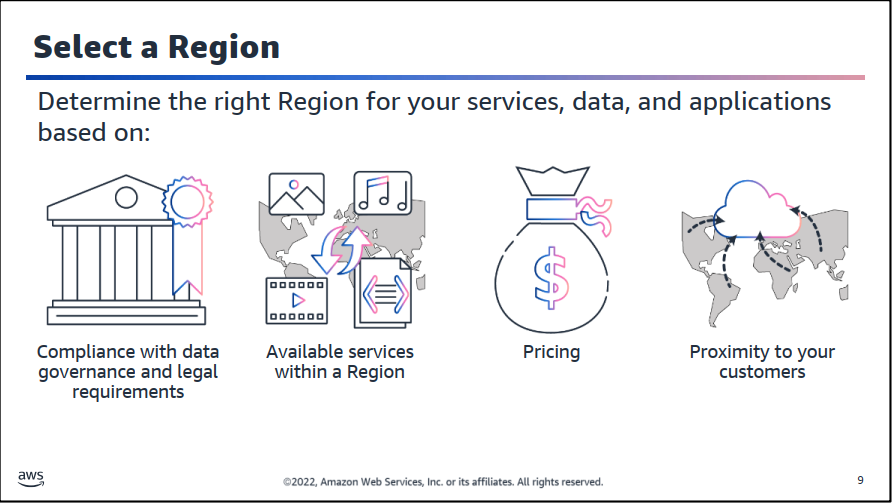 Select a Region
Determine the right Region for your services, data, and applications
based on:
$
Compliance with data
governance and legal
requirements
Available services
within a Region
Pricing
Proximity to your
customers
aws
©2022, Amazon Web Services, Inc. or its affiliates. All rights reserved.
9